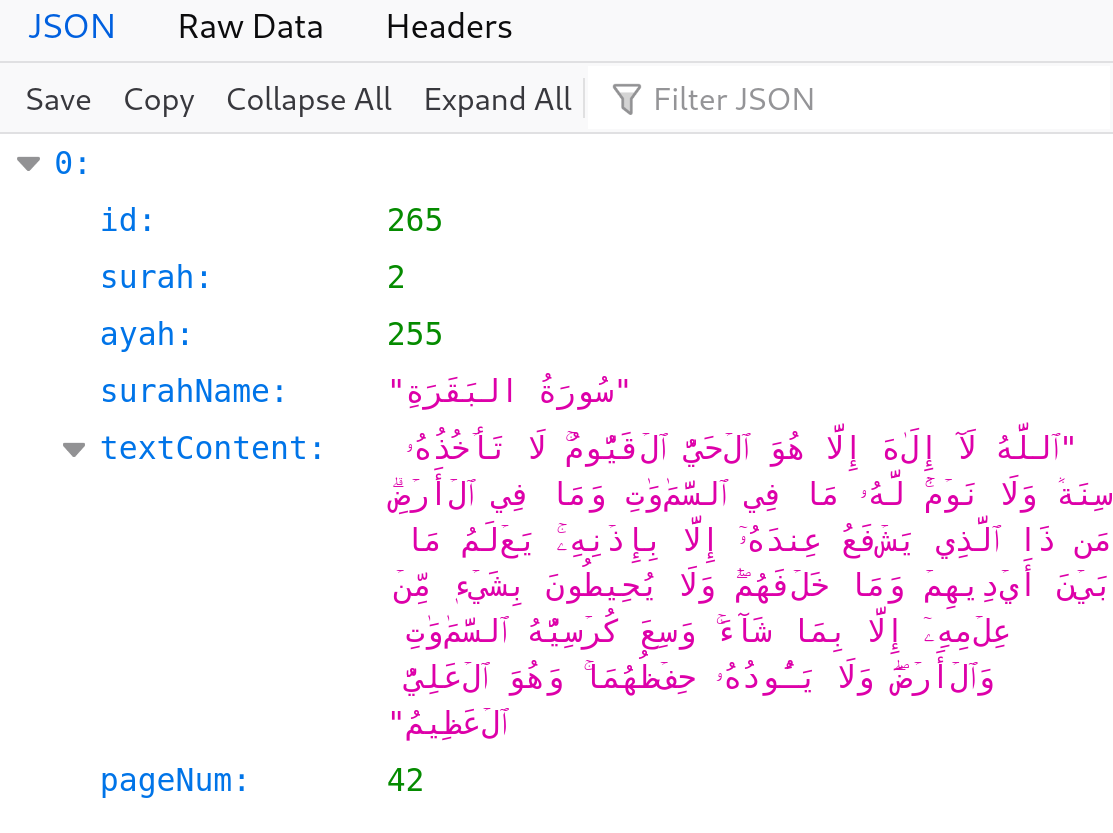 JSON Raw Data Headers
Save Copy Collapse All Expand All Filter JSON
0:
id: 265
surah: 2
ayah: 255
surahName: "سُورَةُ البَقَرَةِ"
textContent: "ٱللَّهُ لَآ إِلَٰهَ إِلَّا هُوَ ٱلۡحَيُّ ٱلۡقَيُّومُۚ لَا تَأۡخُذُهُۥ
سِنَةٞ وَلَا نَوۡمٞۚ لَّهُۥ مَا فِي ٱلسَّمَٰوَٰتِ وَمَا فِي ٱلۡأَرۡضِۗ
مَن ذَا ٱلَّذِي يَشۡفَعُ عِندَهُۥٓ إِلَّا بِإِذۡنِهِۦۚ يَعۡلَمُ مَا
بَيۡنَ أَيۡدِيهِمۡ وَمَا خَلۡفَهُمۡۖ وَلَا يُحِيطُونَ بِشَيۡءٖ مِّنۡ
عِلۡمِهِۦٓ إِلَّا بِمَا شَآءَۚ وَسِعَ كُرۡسِيُّهُ ٱلسَّمَٰوَٰتِ
وَٱلۡأَرۡضَۖ وَلَا يَـُٔودُهُۥ حِفۡظُهُمَاۚ وَهُوَ ٱلۡعَلِيُّ
ٱلۡعَظِيمُ"
pageNum: 42